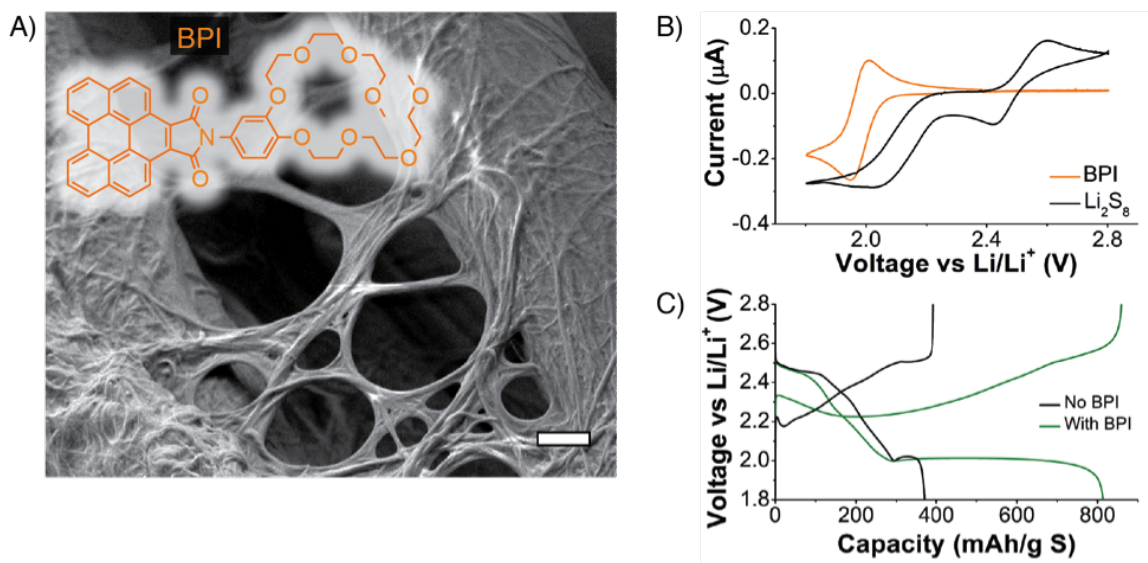 A)
BPI
O
O
O
O
O
O
O
O
O
O
N
B)
Current (µA)
0.2
0.0
-0.2
-0.4
BPI
Li₂S₈
2.0
2.4
2.8
Voltage vs Li/Li⁺ (V)
C)
Voltage vs Li/Li⁺ (V)
2.8
2.6
2.4
2.2
2.0
1.8
No BPI
With BPI
0
200
400
600
800
Capacity (mAh/g S)